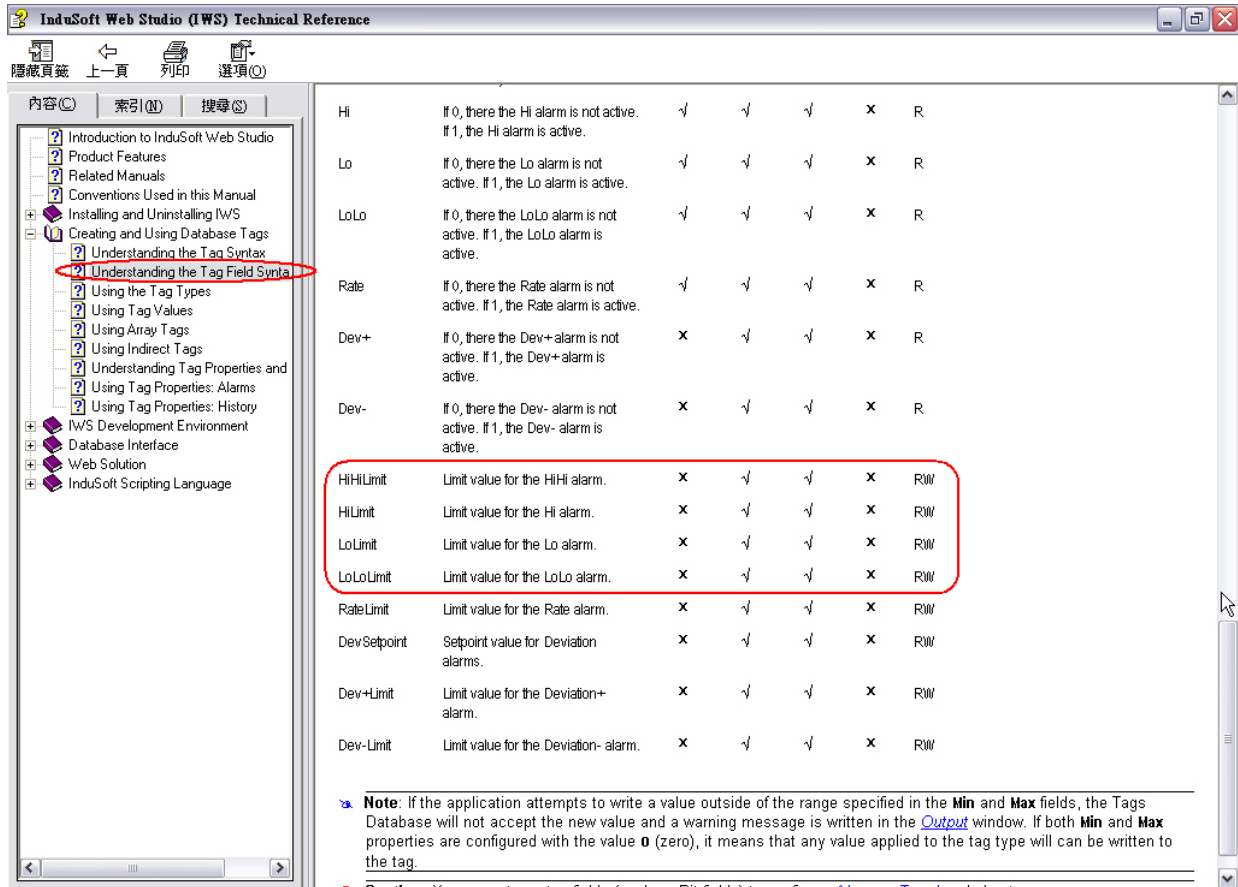 InduSoft Web Studio (IWS) Technical Reference
隱藏頁籤 上一頁 列印 選項(O)
內容(C) 索引(N) 搜尋(S)
Introduction to InduSoft Web Studio
Product Features
Related Manuals
Conventions Used in this Manual
Installing and Uninstalling IWS
Creating and Using Database Tags
Understanding the Tag Syntax
Understanding the Tag Field Synta
Using the Tag Types
Using Tag Values
Using Array Tags
Using Indirect Tags
Understanding Tag Properties and
Using Tag Properties: Alarms
Using Tag Properties: History
IWS Development Environment
Database Interface
Web Solution
InduSoft Scripting Language
Hi If 0, there the Hi alarm is not active. √ √ √ x R
If 1, the Hi alarm is active.
Lo If 0, there the Lo alarm is not √ √ √ x R
active. If 1, the Lo alarm is active.
LoLo If 0, there the LoLo alarm is not √ √ √ x R
active. If 1, the LoLo alarm is
active.
Rate If 0, there the Rate alarm is not √ √ √ x R
active. If 1, the Rate alarm is active.
Dev+ If 0, there the Dev+ alarm is not x √ √ x R
active. If 1, the Dev+ alarm is
active.
Dev- If 0, there the Dev- alarm is not x √ √ x R
active. If 1, the Dev- alarm is
active.
HiHiLimit Limit value for the HiHi alarm. x √ √ x RW
HiLimit Limit value for the Hi alarm. x √ √ x RW
LoLimit Limit value for the Lo alarm. x √ √ x RW
LoLoLimit Limit value for the LoLo alarm. x √ √ x RW
RateLimit Limit value for the Rate alarm. x √ √ x RW
DevSetpoint Setpoint value for Deviation x √ √ x RW
alarms.
Dev+Limit Limit value for the Deviation+ x √ √ x RW
alarm.
Dev-Limit Limit value for the Deviation- alarm. x √ √ x RW
Note: If the application attempts to write a value outside of the range specified in the Min and Max fields, the Tags
Database will not accept the new value and a warning message is written in the Output window. If both Min and Max
properties are configured with the value 0 (zero), it means that any value applied to the tag type will can be written to
the tag.